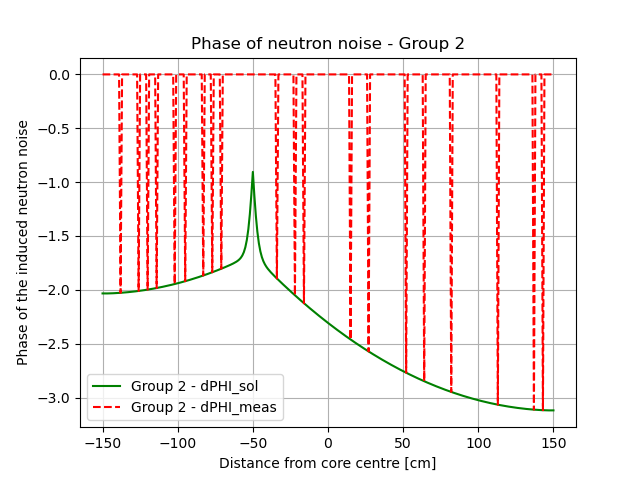 Phase of neutron noise - Group 2
Phase of the induced neutron noise
0.0
−0.5
−1.0
−1.5
−2.0
−2.5
−3.0
Group 2 - dPHI_sol
Group 2 - dPHI_meas
−150
−100
−50
0
50
100
150
Distance from core centre [cm]